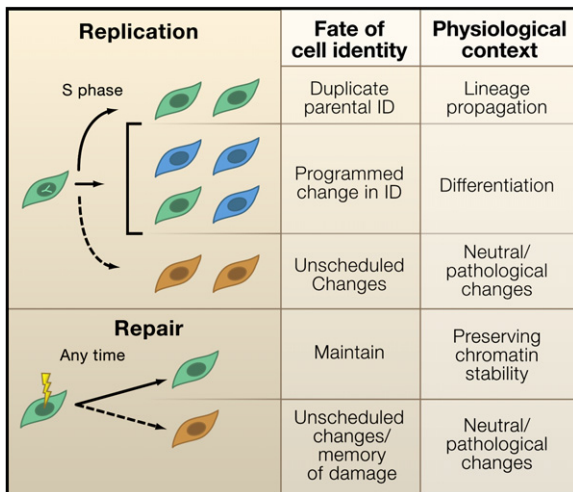 Replication
Fate of
cell identity
Physiological
context
S phase
Duplicate
parental ID
Lineage
propagation
Programmed
change in ID
Differentiation
Unscheduled
Changes
Neutral/
pathological
changes
Repair
Any time
Maintain
Preserving
chromatin
stability
Unscheduled
changes/
memory
of damage
Neutral/
pathological
changes